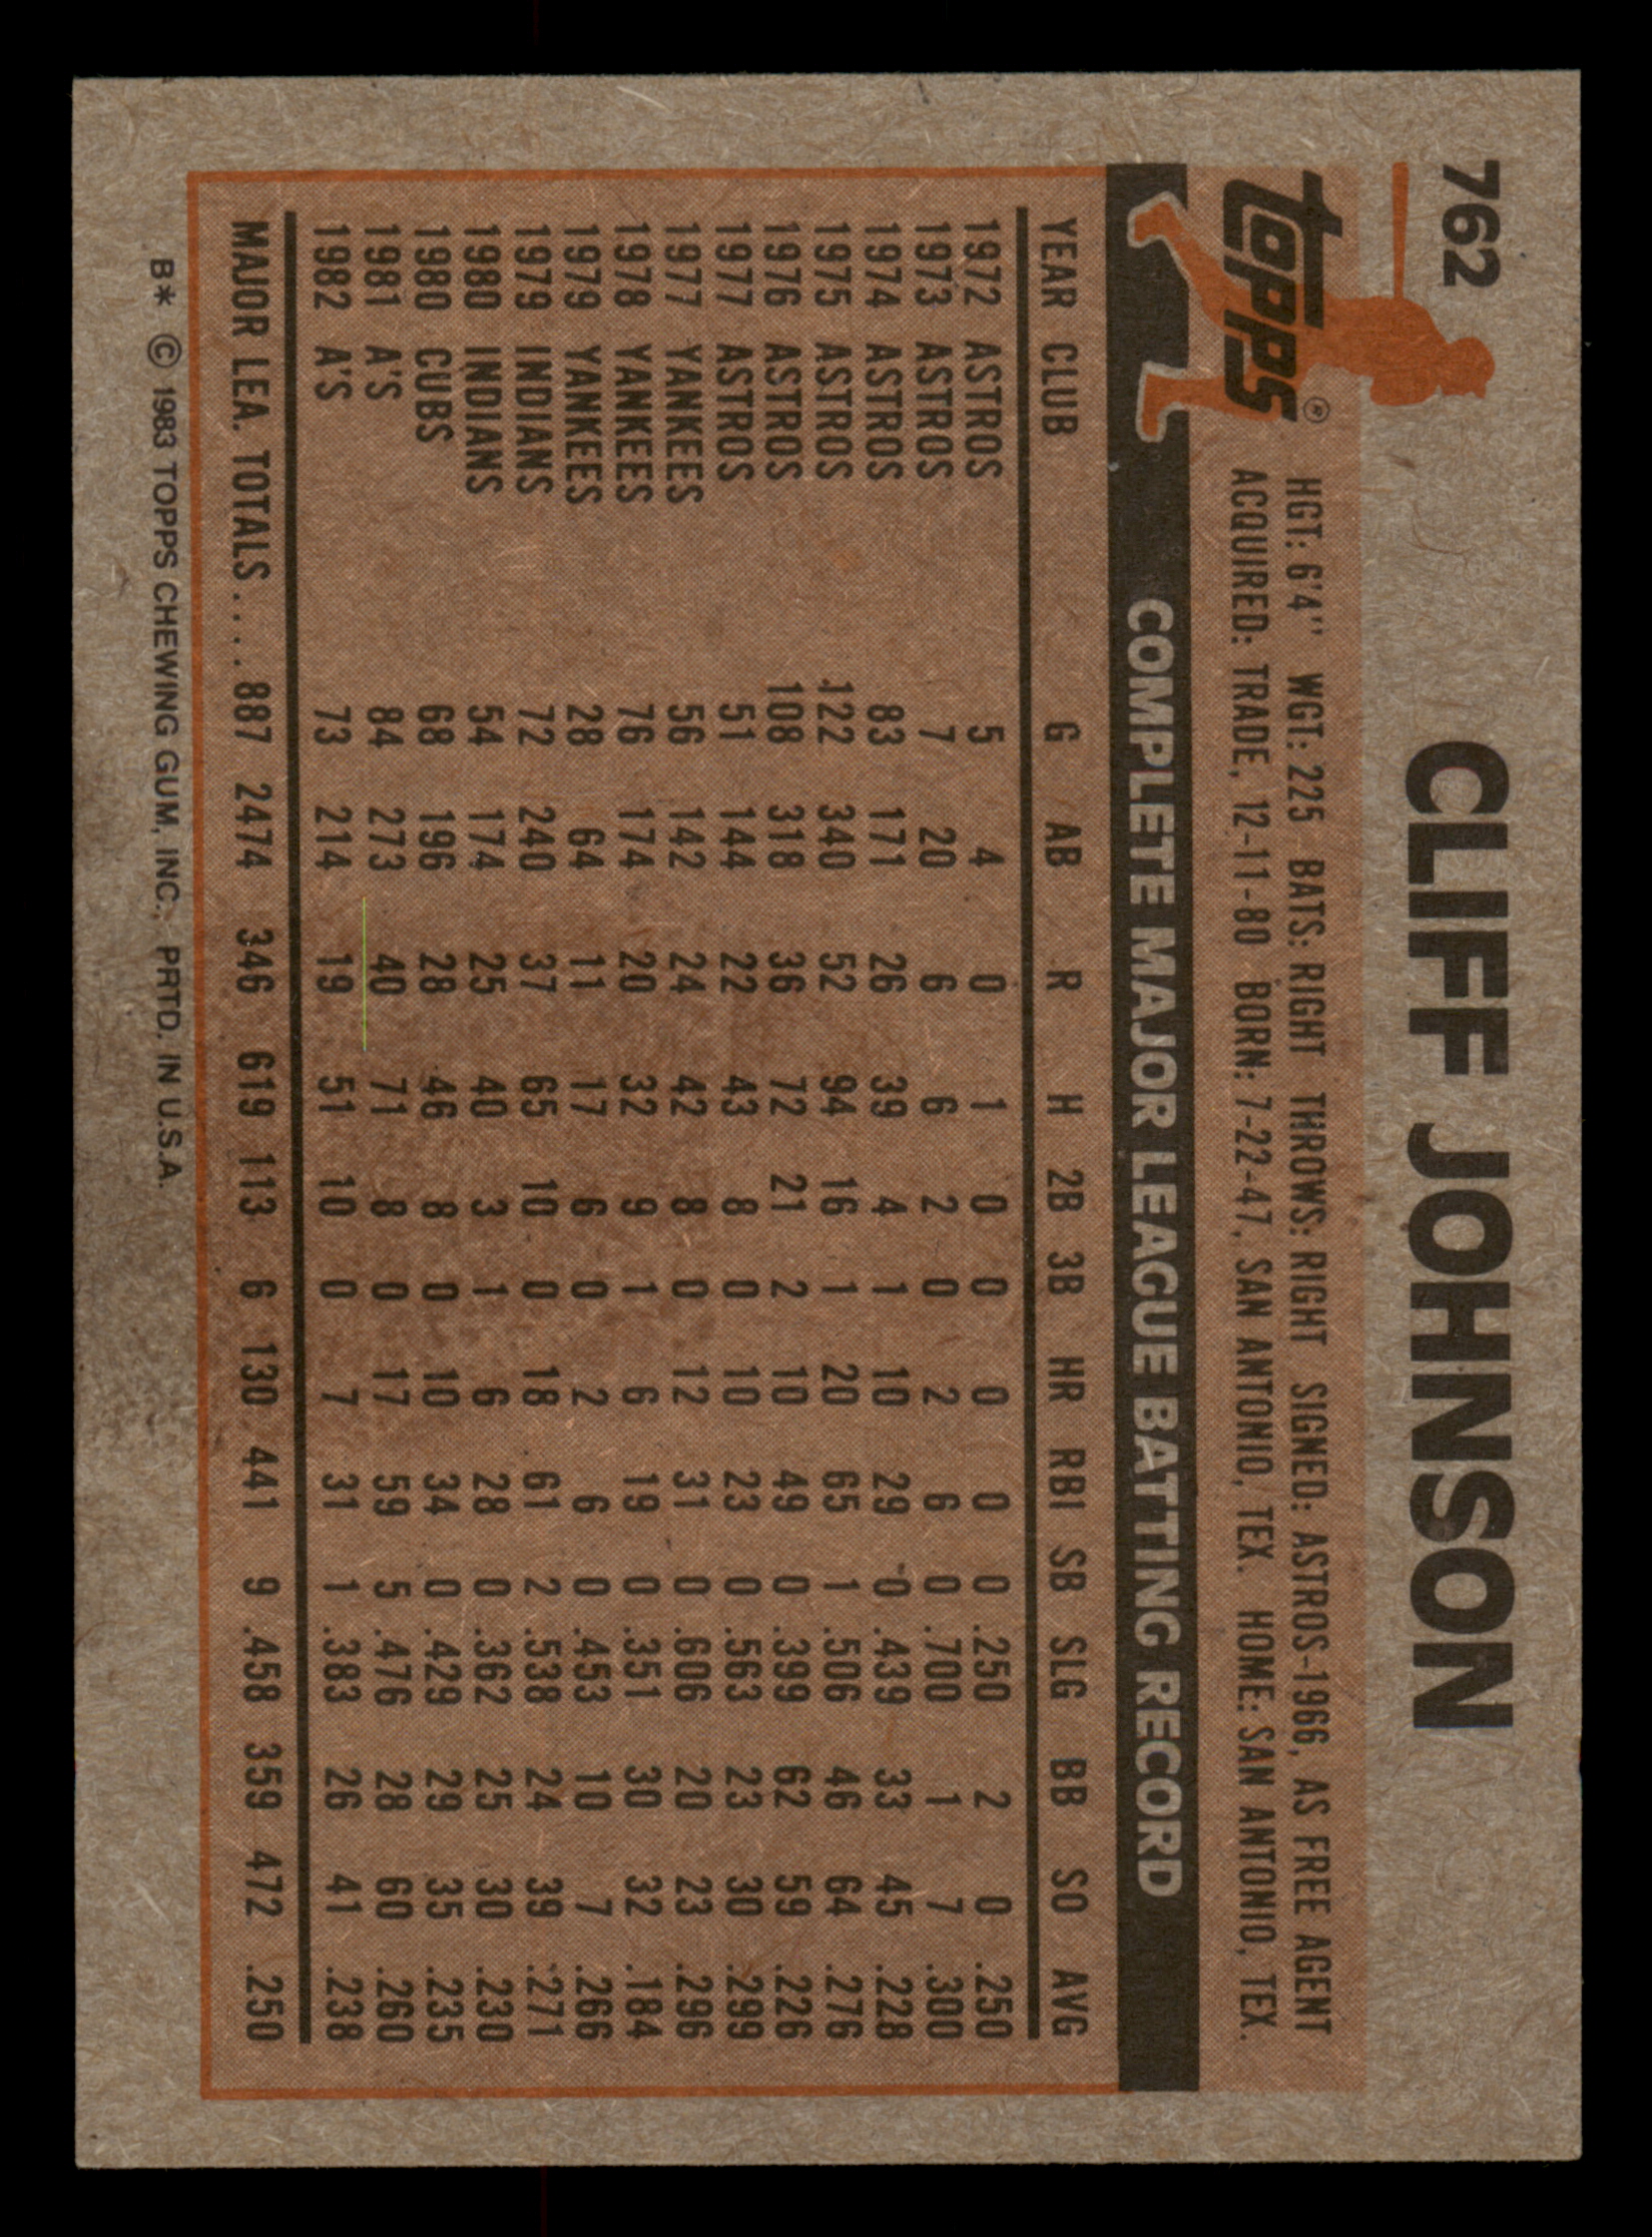 762 CLIFF JOHNSON
topps®
HGT: 6'4" WGT: 225 BATS: RIGHT THROWS: RIGHT SIGNED: ASTROS-1966, AS FREE AGENT
ACQUIRED: TRADE, 12-11-80 BORN: 7-22-47, SAN ANTONIO, TEX. HOME: SAN ANTONIO, TEX.
COMPLETE MAJOR LEAGUE BATTING RECORD
YEAR CLUB G AB R H 2B 3B HR RBI SB SLG BB SO AVG
1972 ASTROS 5 4 0 1 0 0 0 0 0 .250 2 0 .250
1973 ASTROS 7 20 6 6 2 0 2 6 0 .700 1 7 .300
1974 ASTROS 83 171 26 39 4 1 10 29 0 .439 33 45 .228
1975 ASTROS 122 340 52 94 16 1 20 65 1 .506 46 64 .276
1976 ASTROS 108 318 36 72 21 2 10 49 0 .399 62 59 .226
1977 ASTROS 51 144 22 43 8 0 10 23 0 .563 23 30 .299
1977 YANKEES 56 142 24 42 8 0 12 31 0 .606 20 23 .296
1978 YANKEES 76 174 20 32 9 1 6 19 0 .351 30 32 .184
1979 YANKEES 28 64 11 17 6 0 2 6 0 .453 10 7 .266
1979 INDIANS 72 240 37 65 10 0 18 61 2 .538 24 39 .271
1980 INDIANS 54 174 25 40 3 1 6 28 0 .362 25 30 .230
1980 CUBS 68 196 28 46 8 0 10 34 0 .429 29 35 .235
1981 A'S 84 273 40 71 8 0 17 59 5 .476 28 60 .260
1982 A'S 73 214 19 51 10 0 7 31 1 .383 26 41 .238
MAJOR LEA. TOTALS.....887 2474 346 619 113 6 130 441 9 .458 359 472 .250
B* © 1983 TOPPS CHEWING GUM, INC., PRTD. IN U.S.A.